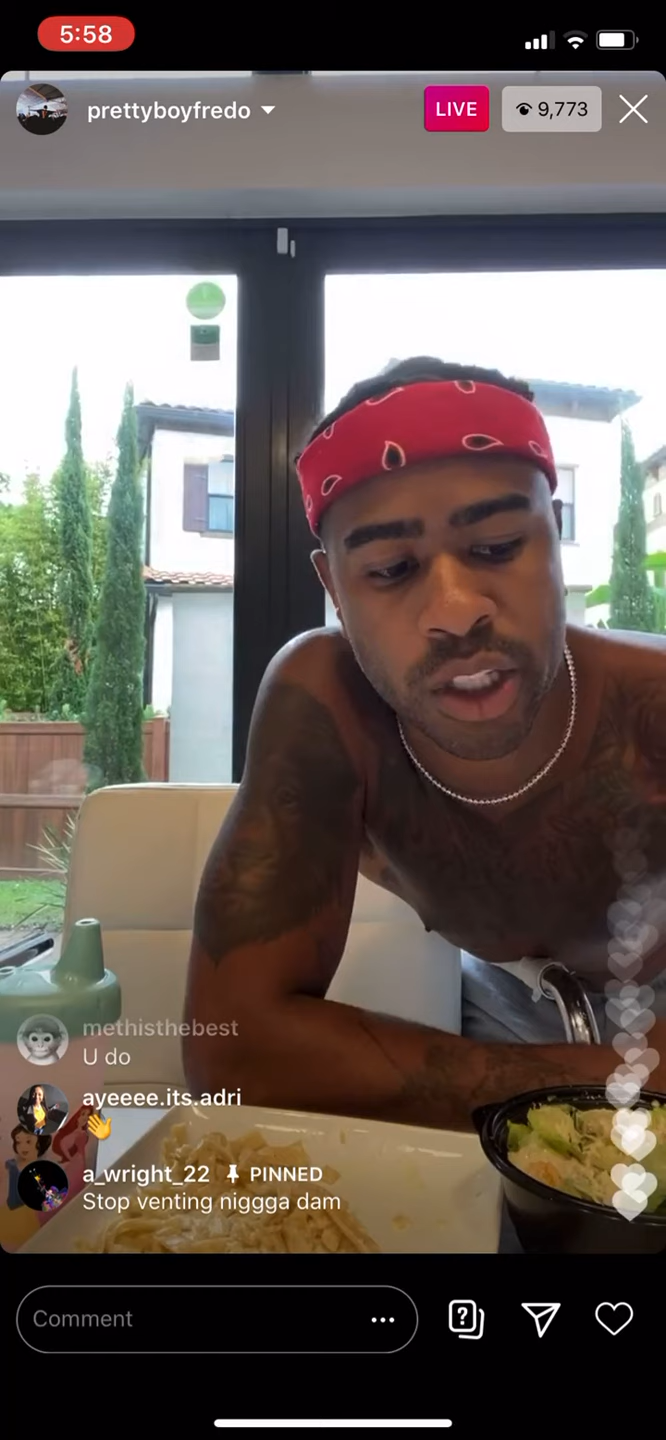 5:58
prettyboyfredo
LIVE
9,773
methisthebest
U do
ayeeee.its.adri
a_wright_22 PINNED
Stop venting niggga dam
Comment